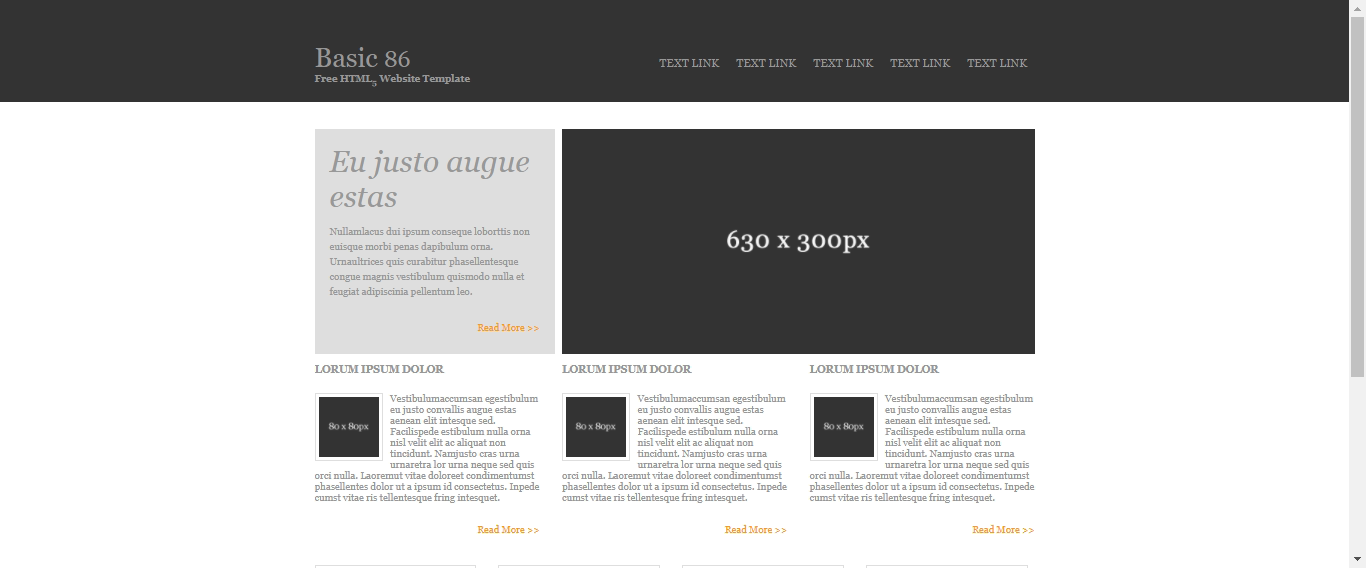 Basic 86
Free HTML5 Website Template
TEXT LINK TEXT LINK TEXT LINK TEXT LINK TEXT LINK
Eu justo augue
estas
Nullamlacus dui ipsum conseque loborttis non
euisque morbi penas dapibulum orna.
Urnaultrices quis curabitur phasellentesque
congue magnis vestibulum quismodo nulla et
feugiat adipiscinia pellentum leo.
Read More >>
630 x 300px
LORUM IPSUM DOLOR
80 x 80px
Vestibulumaccumsan egestibulum
eu justo convallis augue estas
aenean elit intesque sed.
Facilispede estibulum nulla orna
nisl velit elit ac aliquat non
tincidunt. Namjusto cras urna
urnaretra lor urna neque sed quis
orci nulla. Laoremut vitae doloreet condimentumst
phasellentes dolor ut a ipsum id consectetus. Inpede
cumst vitae ris tellentesque fring intesquet.
Read More >>
LORUM IPSUM DOLOR
80 x 80px
Vestibulumaccumsan egestibulum
eu justo convallis augue estas
aenean elit intesque sed.
Facilispede estibulum nulla orna
nisl velit elit ac aliquat non
tincidunt. Namjusto cras urna
urnaretra lor urna neque sed quis
orci nulla. Laoremut vitae doloreet condimentumst
phasellentes dolor ut a ipsum id consectetus. Inpede
cumst vitae ris tellentesque fring intesquet.
Read More >>
LORUM IPSUM DOLOR
80 x 80px
Vestibulumaccumsan egestibulum
eu justo convallis augue estas
aenean elit intesque sed.
Facilispede estibulum nulla orna
nisl velit elit ac aliquat non
tincidunt. Namjusto cras urna
urnaretra lor urna neque sed quis
orci nulla. Laoremut vitae doloreet condimentumst
phasellentes dolor ut a ipsum id consectetus. Inpede
cumst vitae ris tellentesque fring intesquet.
Read More >>